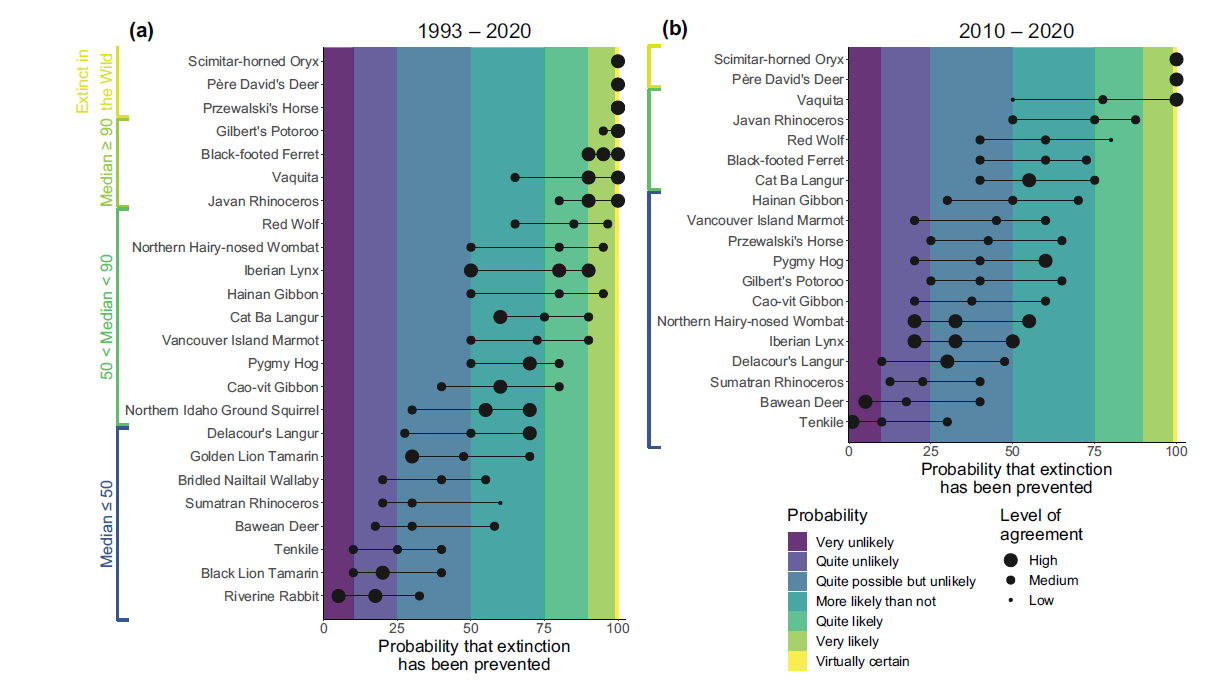 (a)
1993 – 2020
Extinct in
the Wild
Median ≥ 90
50 < Median < 90
Median ≤ 50
Scimitar-horned Oryx
Père David's Deer
Przewalski's Horse
Gilbert's Potoroo
Black-footed Ferret
Vaquita
Javan Rhinoceros
Red Wolf
Northern Hairy-nosed Wombat
Iberian Lynx
Hainan Gibbon
Cat Ba Langur
Vancouver Island Marmot
Pygmy Hog
Cao-vit Gibbon
Northern Idaho Ground Squirrel
Delacour's Langur
Golden Lion Tamarin
Bridled Nailtail Wallaby
Sumatran Rhinoceros
Bawean Deer
Tenkile
Black Lion Tamarin
Riverine Rabbit
0 25 50 75 100
Probability that extinction
has been prevented
(b)
2010 – 2020
Scimitar-horned Oryx
Père David's Deer
Vaquita
Javan Rhinoceros
Red Wolf
Black-footed Ferret
Cat Ba Langur
Hainan Gibbon
Vancouver Island Marmot
Przewalski's Horse
Pygmy Hog
Gilbert's Potoroo
Cao-vit Gibbon
Northern Hairy-nosed Wombat
Iberian Lynx
Delacour's Langur
Sumatran Rhinoceros
Bawean Deer
Tenkile
0 25 50 75 100
Probability that extinction
has been prevented
Probability
Very unlikely
Quite unlikely
Quite possible but unlikely
More likely than not
Quite likely
Very likely
Virtually certain
Level of
agreement
High
Medium
Low